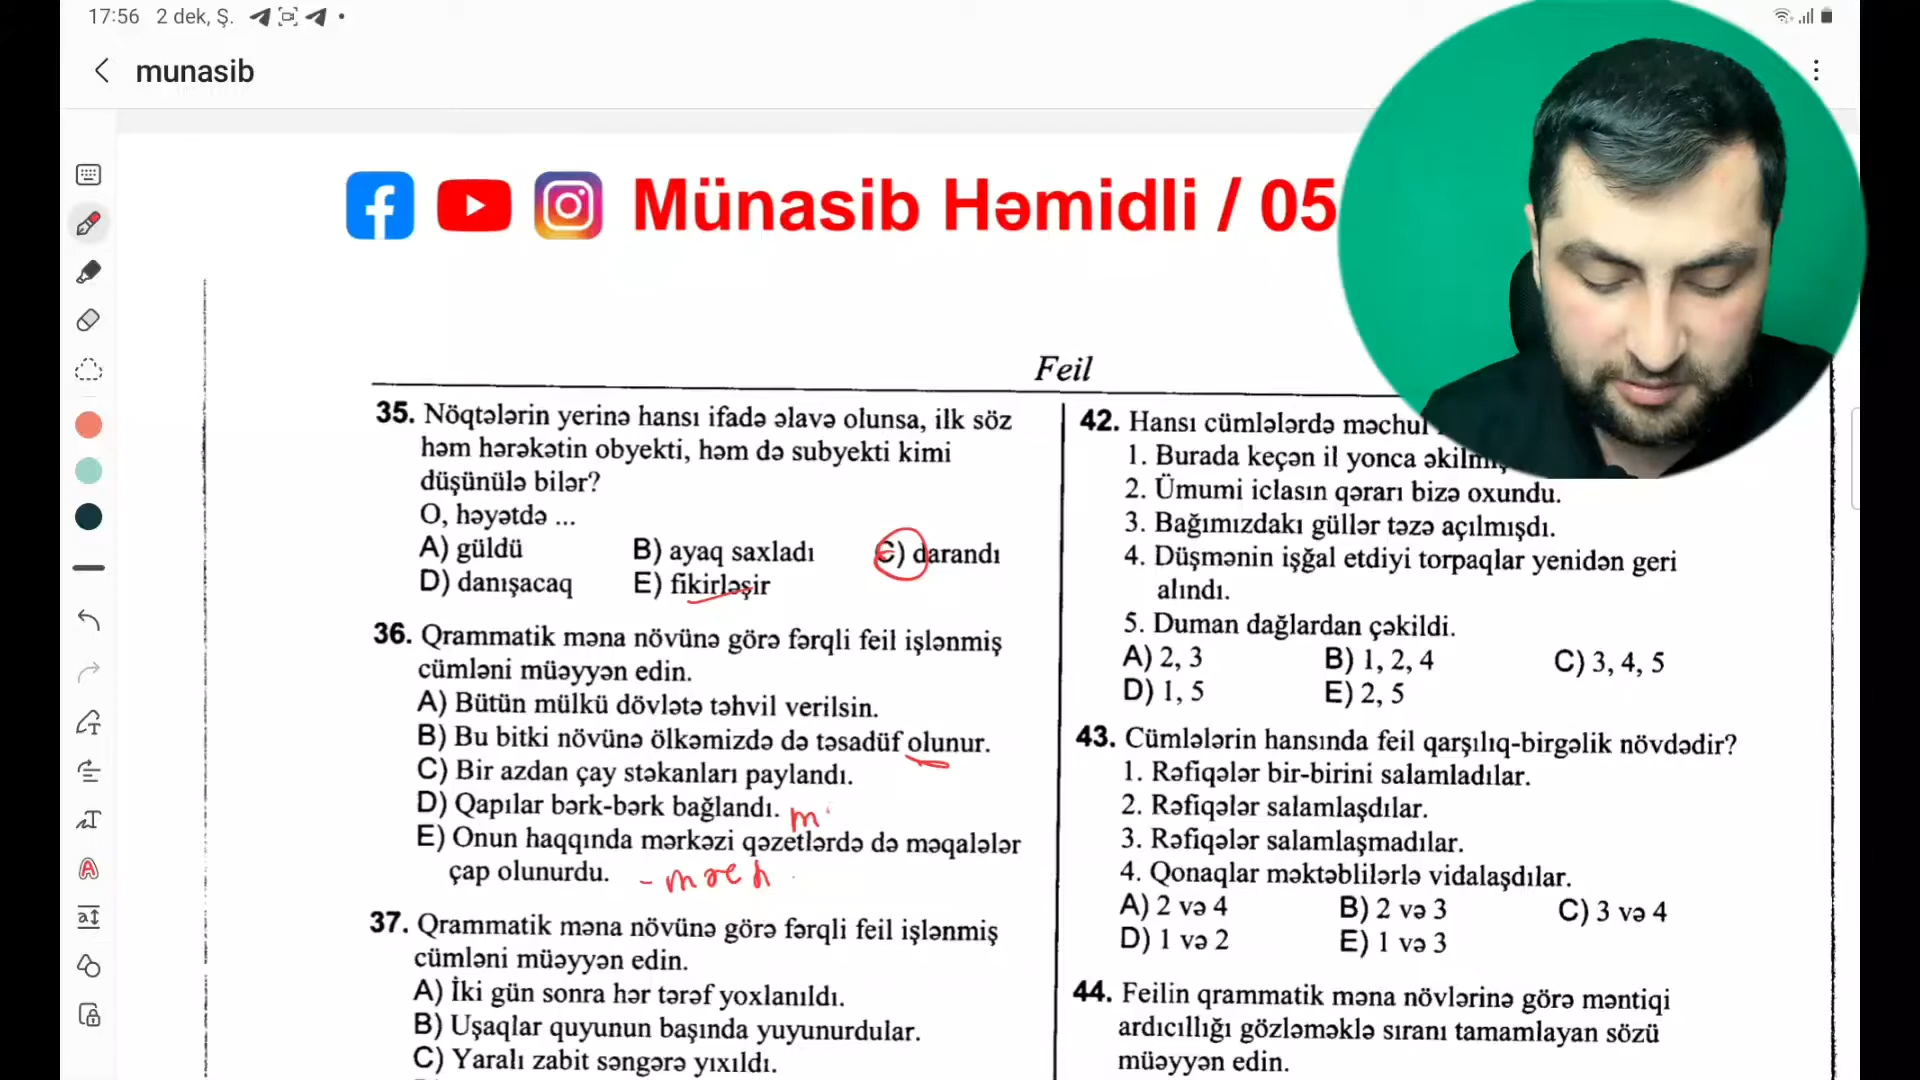 17:56 2 dek, Ş.
munasib
Münasib Həmidli / 05
Feil
35. Nöqtələrin yerinə hansı ifadə əlavə olunsa, ilk söz
həm hərəkətin obyekti, həm də subyekti kimi
düşünülə bilər?
O, həyətdə ...
A) güldü B) ayaq saxladı C) darandı
D) danışacaq E) fikirləşir
36. Qrammatik məna növünə görə fərqli feil işlənmiş
cümləni müəyyən edin.
A) Bütün mülkü dövlətə təhvil verilsin.
B) Bu bitki növünə ölkəmizdə də təsadüf olunur.
C) Bir azdan çay stəkanları paylandı.
D) Qapılar bərk-bərk bağlandı. m
E) Onun haqqında mərkəzi qəzetlərdə də məqalələr
çap olunurdu. - məch
37. Qrammatik məna növünə görə fərqli feil işlənmiş
cümləni müəyyən edin.
A) İki gün sonra hər tərəf yoxlanıldı.
B) Uşaqlar quyunun başında yuyunurdular.
C) Yaralı zabit səngərə yıxıldı.
42. Hansı cümlələrdə məchul
1. Burada keçən il yonca
2. Ümumi iclasın qərarı bizə oxundu.
3. Bağımızdakı güllər təzə açılmışdı.
4. Düşmənin işğal etdiyi torpaqlar yenidən geri
alındı.
5. Duman dağlardan çəkildi.
A) 2, 3 B) 1, 2, 4 C) 3, 4, 5
D) 1, 5 E) 2, 5
43. Cümlələrin hansında feil qarşılıq-birgəlik növdədir?
1. Rəfiqələr bir-birini salamladılar.
2. Rəfiqələr salamlaşdılar.
3. Rəfiqələr salamlaşmadılar.
4. Qonaqlar məktəblilərlə vidalaşdılar.
A) 2 və 4 B) 2 və 3 C) 3 və 4
D) 1 və 2 E) 1 və 3
44. Feilin qrammatik məna növlərinə görə məntiqi
ardıcıllığı gözləməklə sıranı tamamlayan sözü
müəyyən edin.